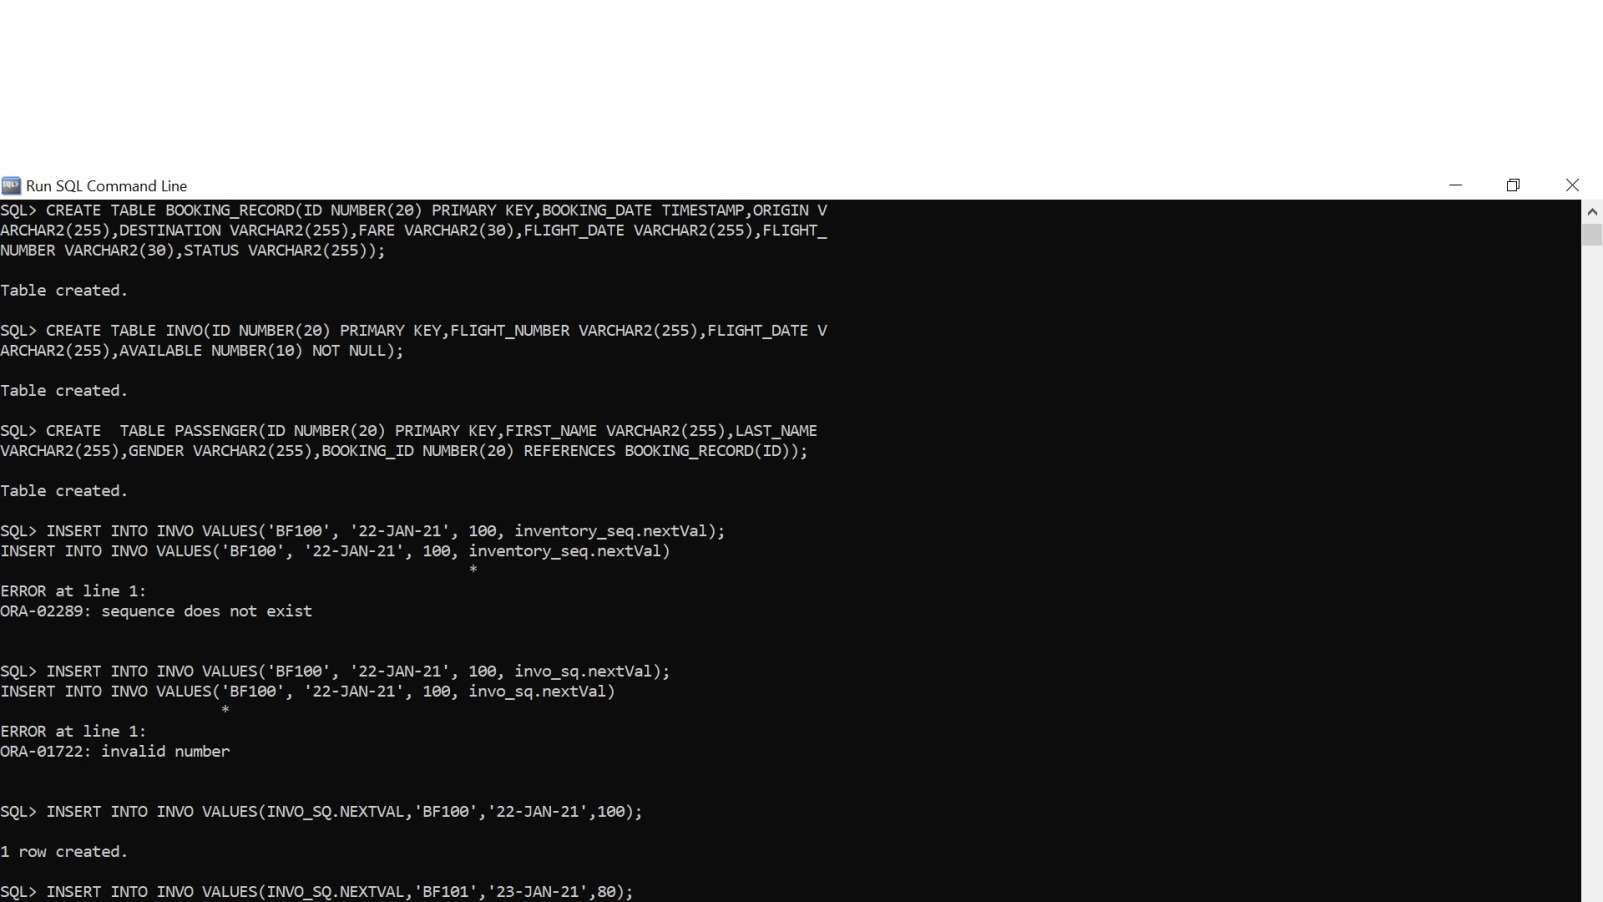 Run SQL Command Line
SQL> CREATE TABLE BOOKING_RECORD(ID NUMBER(20) PRIMARY KEY,BOOKING_DATE TIMESTAMP,ORIGIN V
ARCHAR2(255),DESTINATION VARCHAR2(255),FARE VARCHAR2(30),FLIGHT_DATE VARCHAR2(255),FLIGHT_
NUMBER VARCHAR2(30),STATUS VARCHAR2(255));
Table created.
SQL> CREATE TABLE INVO(ID NUMBER(20) PRIMARY KEY,FLIGHT_NUMBER VARCHAR2(255),FLIGHT_DATE V
ARCHAR2(255),AVAILABLE NUMBER(10) NOT NULL);
Table created.
SQL> CREATE  TABLE PASSENGER(ID NUMBER(20) PRIMARY KEY,FIRST_NAME VARCHAR2(255),LAST_NAME
VARCHAR2(255),GENDER VARCHAR2(255),BOOKING_ID NUMBER(20) REFERENCES BOOKING_RECORD(ID));
Table created.
SQL> INSERT INTO INVO VALUES('BF100', '22-JAN-21', 100, inventory_seq.nextVal);
INSERT INTO INVO VALUES('BF100', '22-JAN-21', 100, inventory_seq.nextVal)
*
ERROR at line 1:
ORA-02289: sequence does not exist
SQL> INSERT INTO INVO VALUES('BF100', '22-JAN-21', 100, invo_sq.nextVal);
INSERT INTO INVO VALUES('BF100', '22-JAN-21', 100, invo_sq.nextVal)
*
ERROR at line 1:
ORA-01722: invalid number
SQL> INSERT INTO INVO VALUES(INVO_SQ.NEXTVAL,'BF100','22-JAN-21',100);
1 row created.
SQL> INSERT INTO INVO VALUES(INVO_SQ.NEXTVAL,'BF101','23-JAN-21',80);